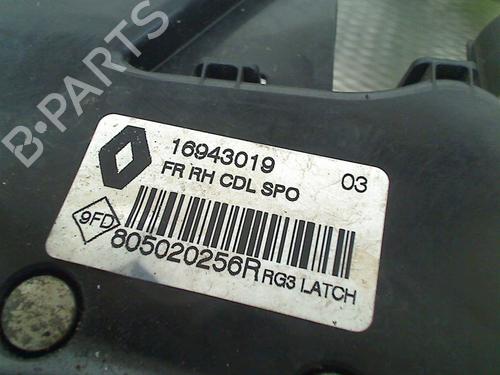 B-PARTS
16943019
03
FR RH CDL SPO
9FD
805020256R RG3 LATCH